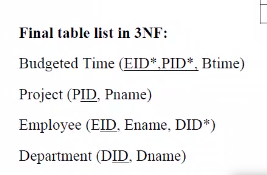 Final table list in 3NF:
Budgeted Time (EID*,PID*, Btime)
Project (PID, Pname)
Employee (EID, Ename, DID*)
Department (DID, Dname)